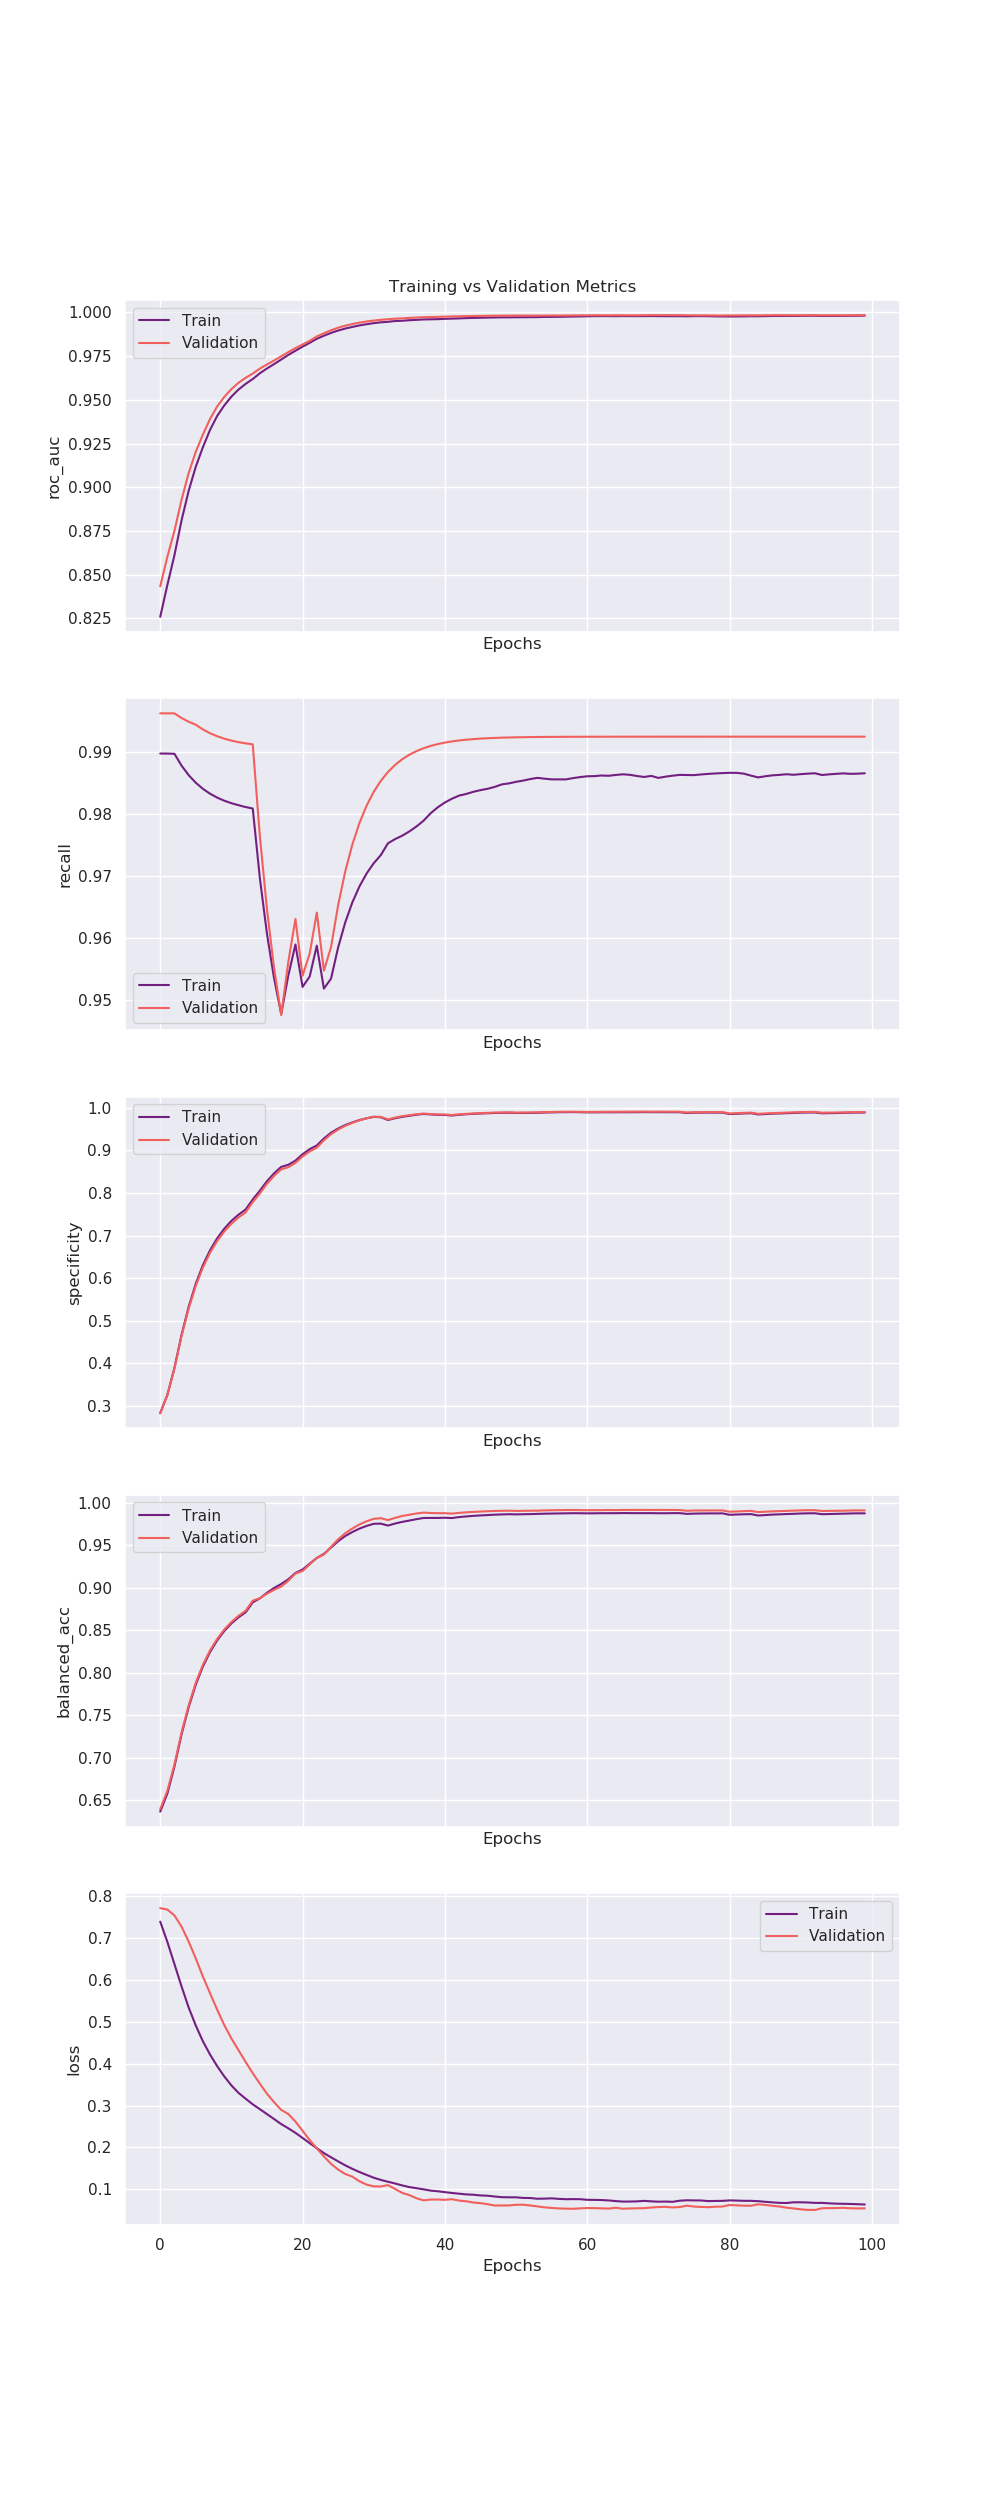 Training vs Validation Metrics
1.000
0.975
0.950
0.925
0.900
0.875
0.850
0.825
roc_auc
Train
Validation
Epochs
0.99
0.98
0.97
0.96
0.95
recall
Train
Validation
Epochs
1.0
0.9
0.8
0.7
0.6
0.5
0.4
0.3
specificity
Train
Validation
Epochs
1.00
0.95
0.90
0.85
0.80
0.75
0.70
0.65
balanced_acc
Train
Validation
Epochs
0.8
0.7
0.6
0.5
0.4
0.3
0.2
0.1
loss
Train
Validation
0 20 40 60 80 100
Epochs